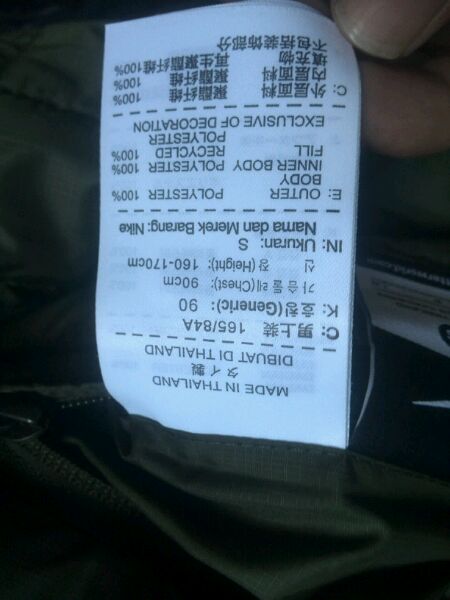 MADE IN THAILAND
タイ製
DIBUAT DI THAILAND
C: 男上装 165/84A
K: 호칭(Generic): 90
가슴둘레(Chest): 90cm
신 장(Height): 160-170cm
IN: Ukuran: S
Nama dan Merek Barang: Nike
E: OUTER POLYESTER 100%
BODY
INNER BODY POLYESTER 100%
FILL RECYCLED 100%
POLYESTER
EXCLUSIVE OF DECORATION
C: 外层面料 聚酯纤维 100%
内层面料 聚酯纤维 100%
填充物 再生聚酯纤维 100%
不包括装饰部分